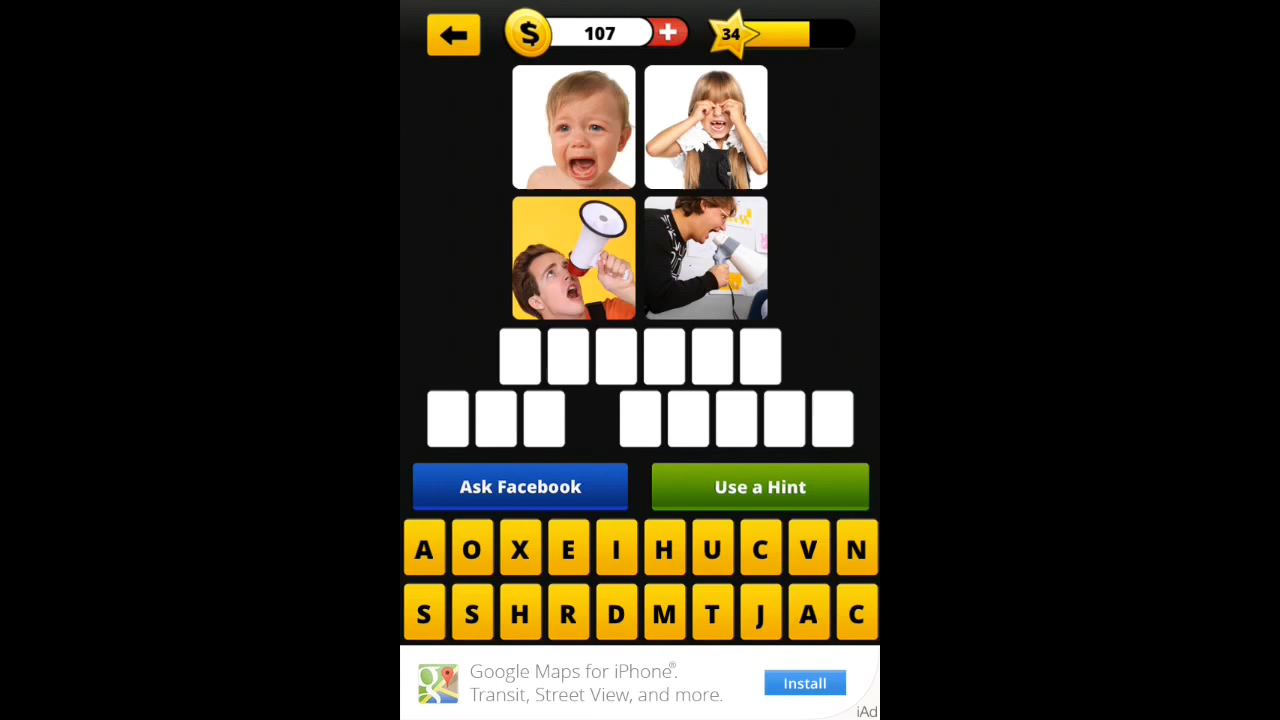 107
34
Ask Facebook
Use a Hint
A O X E I H U C V N
S S H R D M T J A C
Google Maps for iPhone®.
Transit, Street View, and more.
Install
iAd